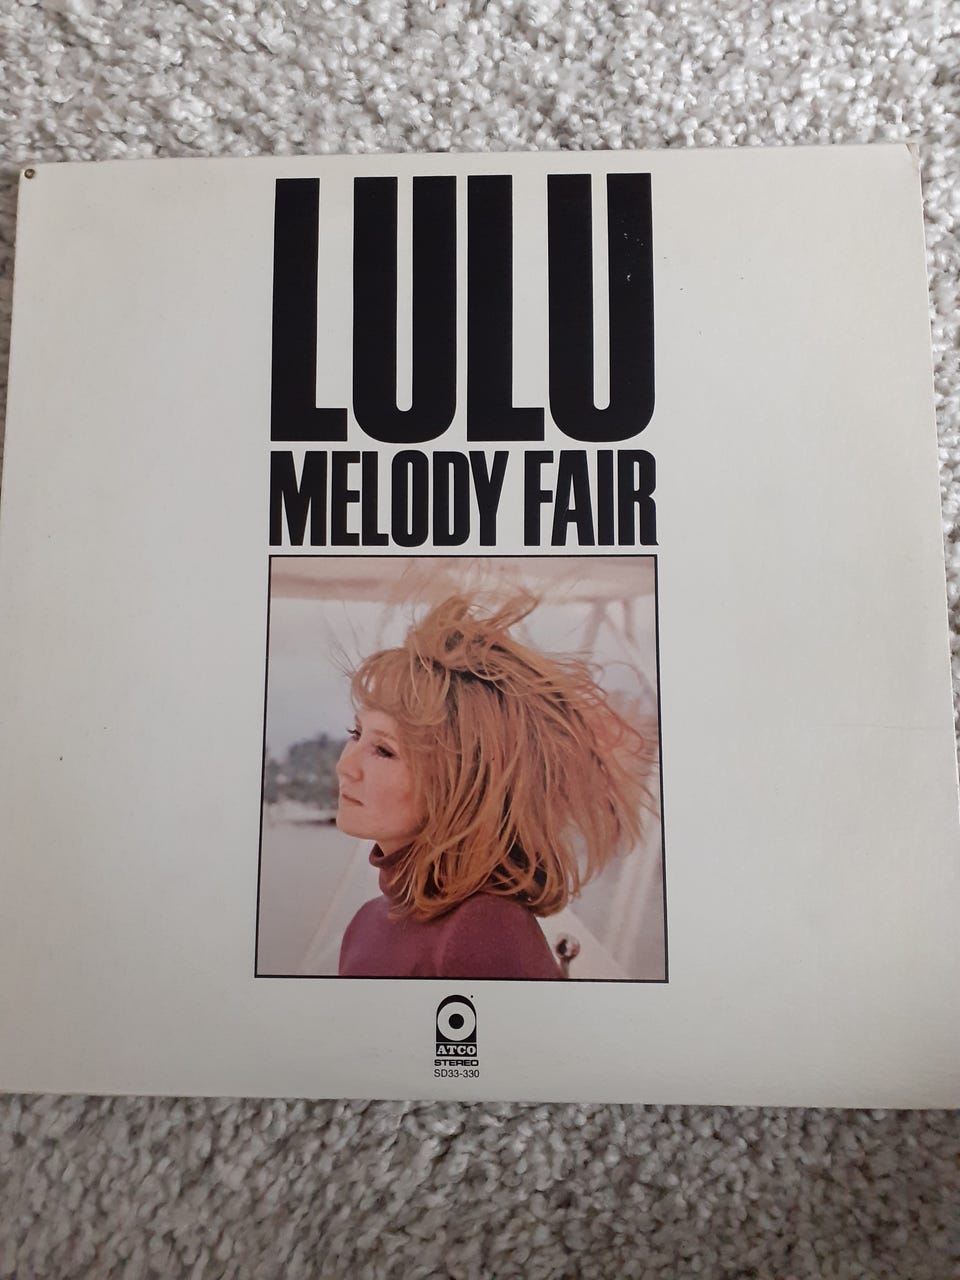 LULU
MELODY FAIR
ATCO
STEREO
SD33-330